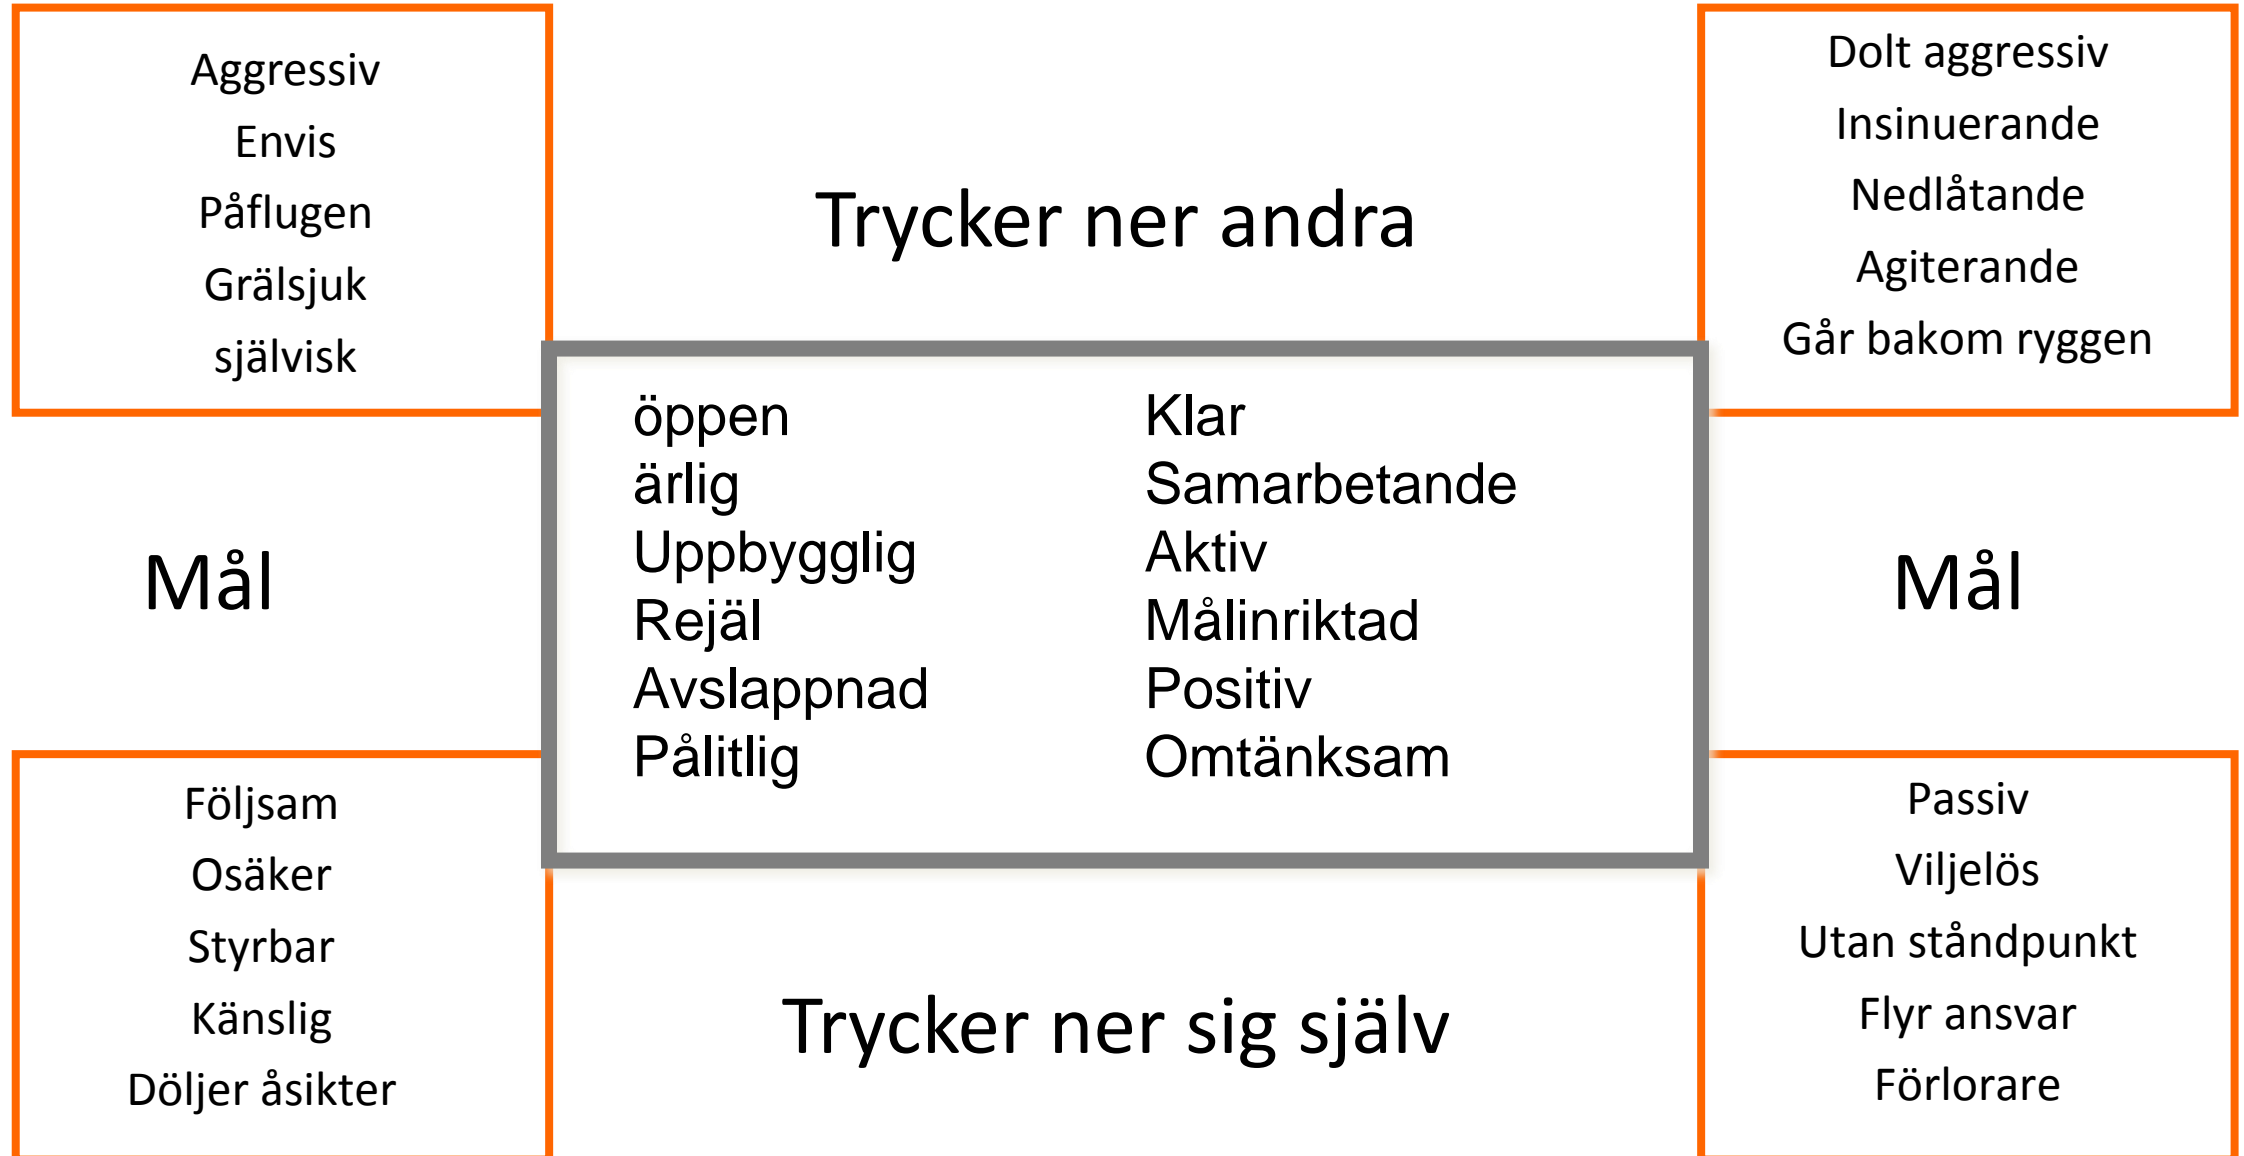 Aggressiv
Envis
Påflugen
Grälsjuk
självisk
Trycker ner andra
Dolt aggressiv
Insinuerande
Nedlåtande
Agiterande
Går bakom ryggen
Mål
öppen
ärlig
Uppbygglig
Rejäl
Avslappnad
Pålitlig
Klar
Samarbetande
Aktiv
Målinriktad
Positiv
Omtänksam
Mål
Följsam
Osäker
Styrbar
Känslig
Döljer åsikter
Trycker ner sig själv
Passiv
Viljelös
Utan ståndpunkt
Flyr ansvar
Förlorare